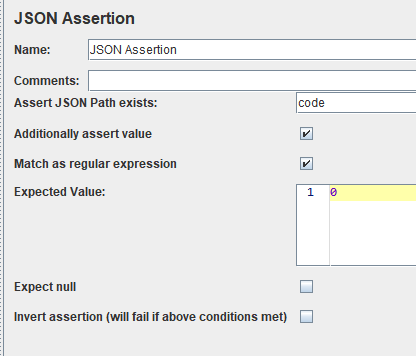 JSON Assertion
Name: JSON Assertion
Comments:
Assert JSON Path exists: code
Additionally assert value
Match as regular expression
Expected Value: 1 0
Expect null
Invert assertion (will fail if above conditions met)